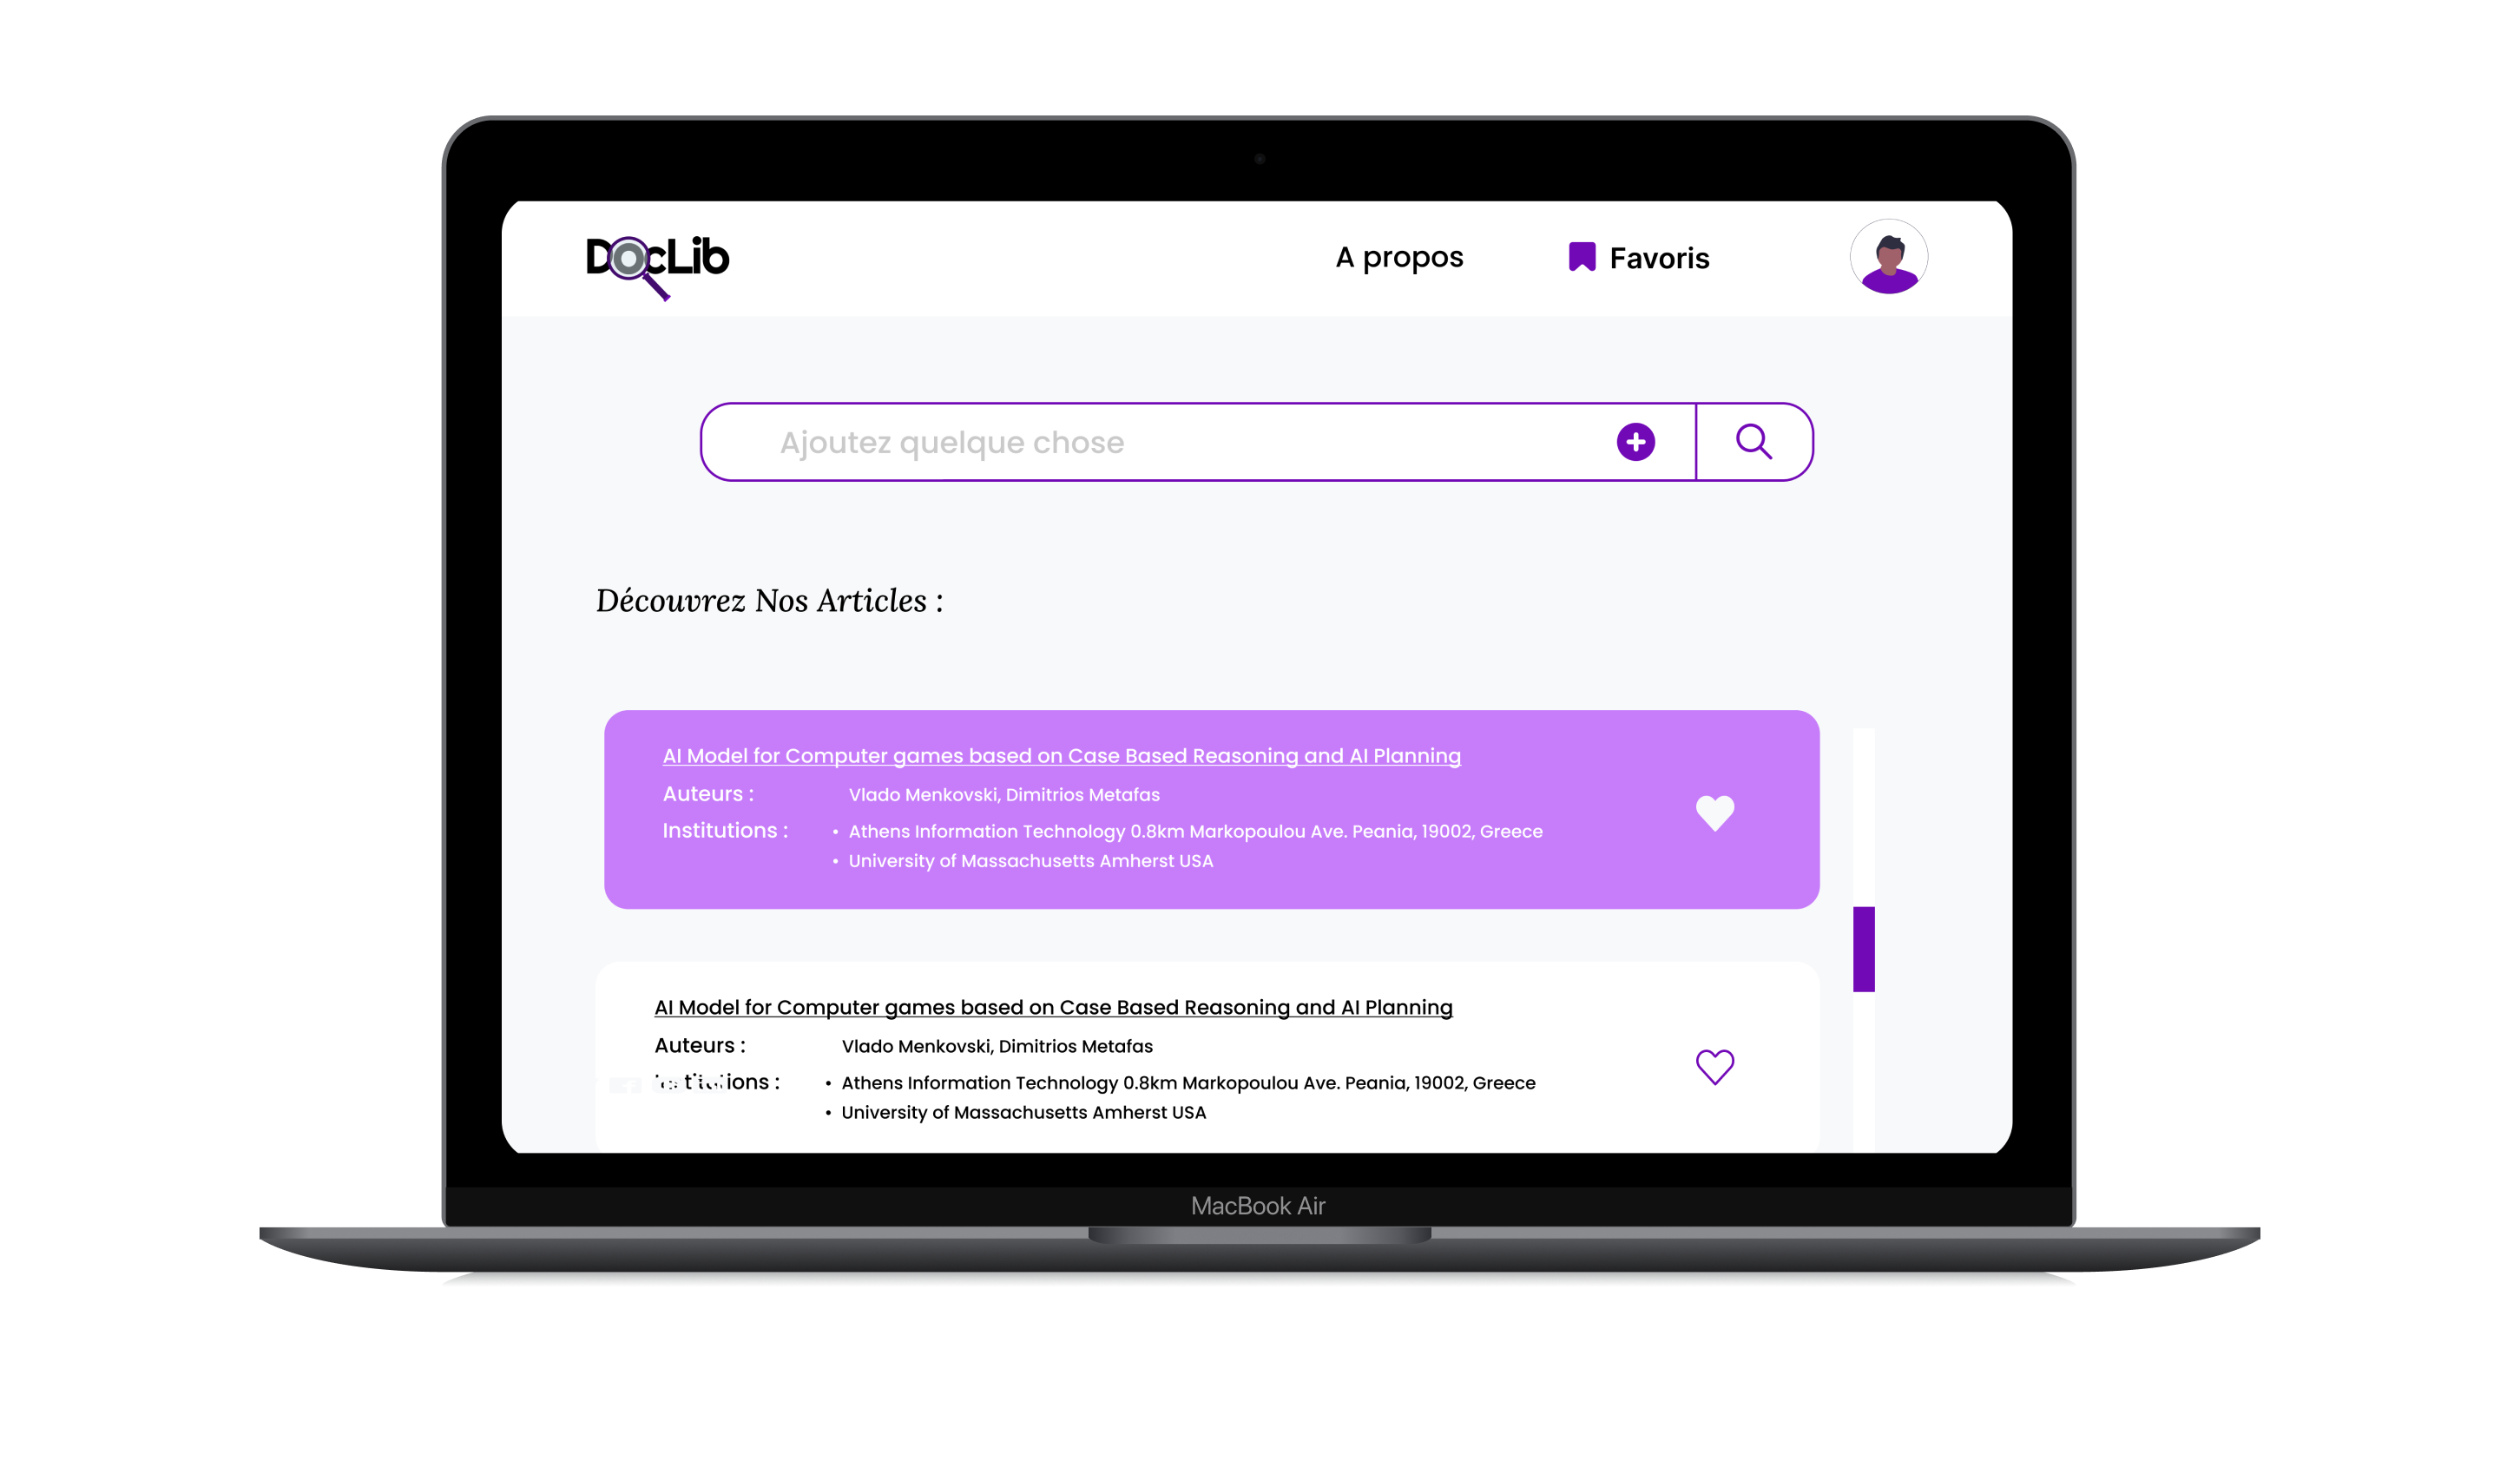 DocLib
A propos
Favoris
Ajoutez quelque chose
Découvrez Nos Articles :
AI Model for Computer games based on Case Based Reasoning and AI Planning
Auteurs : Vlado Menkovski, Dimitrios Metafas
Institutions : • Athens Information Technology 0.8km Markopoulou Ave. Peania, 19002, Greece
• University of Massachusetts Amherst USA
AI Model for Computer games based on Case Based Reasoning and AI Planning
Auteurs : Vlado Menkovski, Dimitrios Metafas
Institutions : • Athens Information Technology 0.8km Markopoulou Ave. Peania, 19002, Greece
• University of Massachusetts Amherst USA
MacBook Air